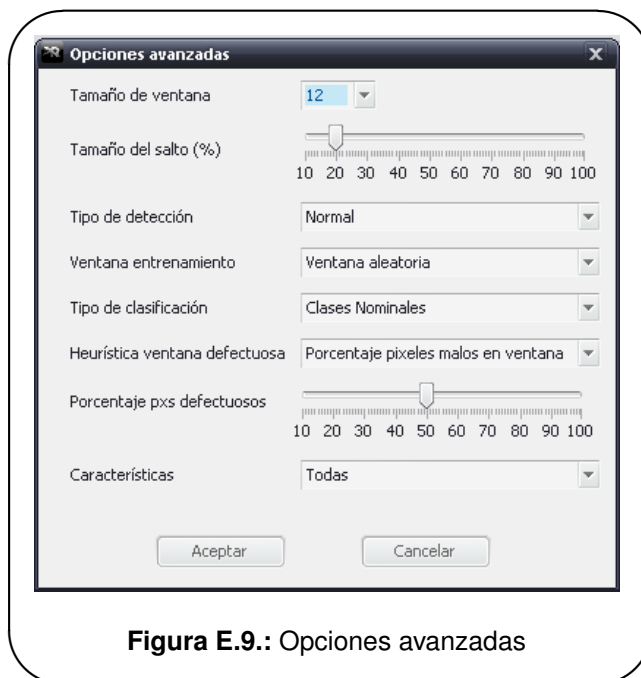 Opciones avanzadas
Tamaño de ventana 12
Tamaño del salto (%)
10 20 30 40 50 60 70 80 90 100
Tipo de detección Normal
Ventana entrenamiento Ventana aleatoria
Tipo de clasificación Clases Nominales
Heurística ventana defectuosa Porcentaje pixeles malos en ventana
Porcentaje pxs defectuosos
10 20 30 40 50 60 70 80 90 100
Características Todas
Aceptar Cancelar
Figura E.9.: Opciones avanzadas